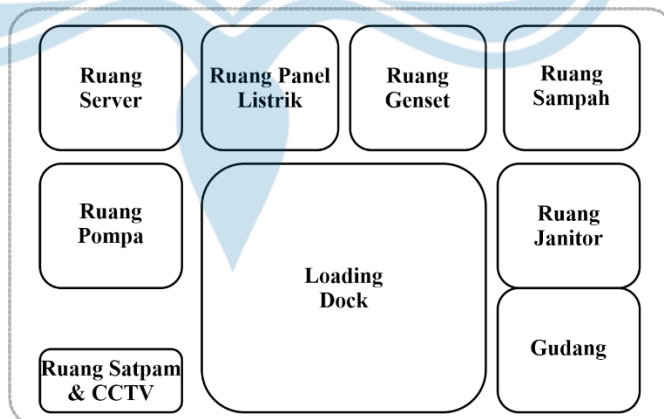 Ruang
Server
Ruang Panel
Listrik
Ruang
Genset
Ruang
Sampah
Ruang
Pompa
Loading
Dock
Ruang
Janitor
Gudang
Ruang Satpam
& CCTV